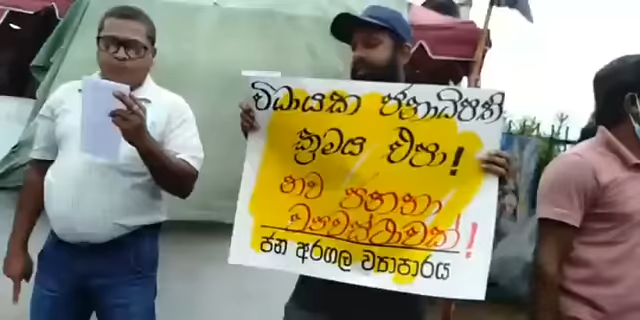 විධායක ජනාධිපති
ක්‍රමය එපා!
නව ජනතා
ව්‍යවස්ථාවක්!
ජන අරගල ව්‍යාපාරය